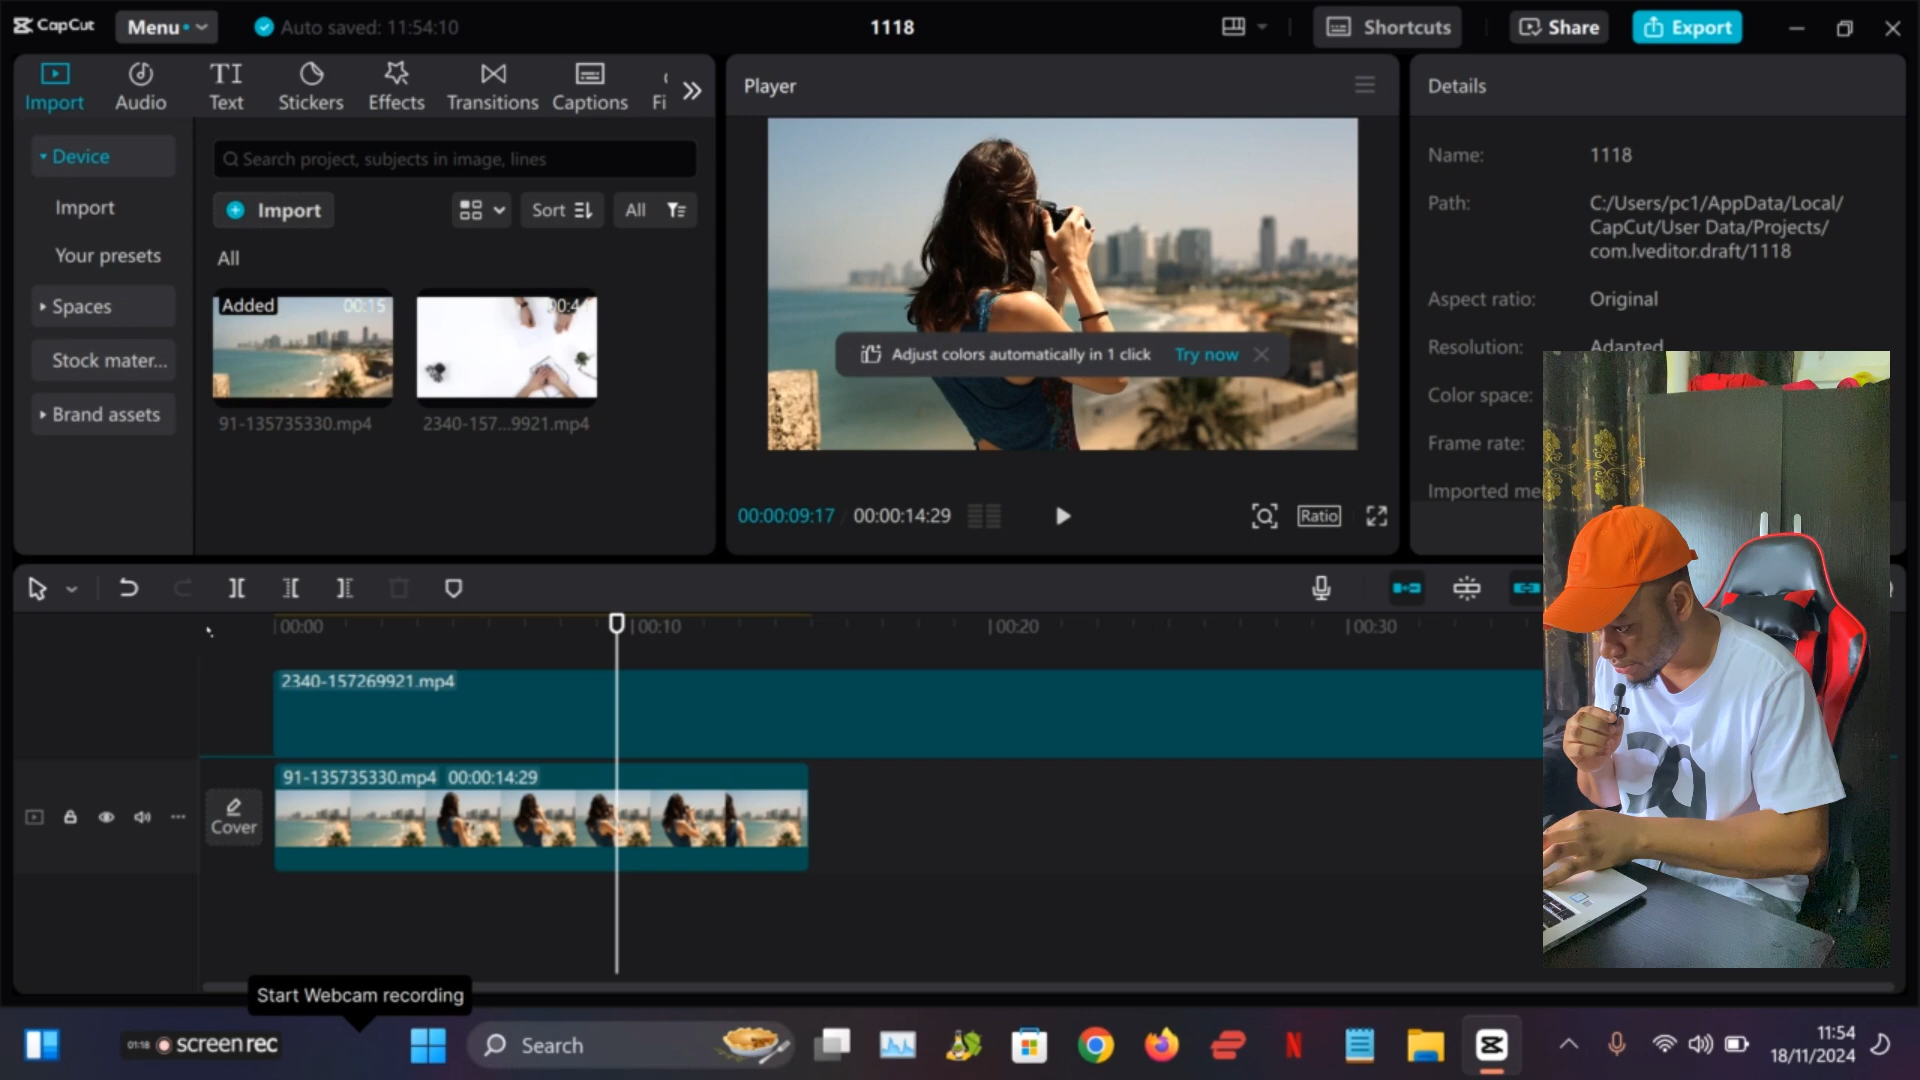 CapCut
Menu
Auto saved: 11:54:10
1118
Shortcuts
Share
Export
Import
Audio
TI
Text
Stickers
Effects
Transitions
Captions
Fi
Device
Import
Your presets
Spaces
Stock mater...
Brand assets
Search project, subjects in image, lines
Import
Sort
All
All
Added
00:15
91-135735330.mp4
2340-157...9921.mp4
Player
Adjust colors automatically in 1 click
Try now
00:00:09:17
00:00:14:29
Ratio
Details
Name:
1118
Path:
C:/Users/pc1/AppData/Local/
CapCut/User Data/Projects/
com.lveditor.draft/1118
Aspect ratio:
Original
Resolution:
Adapted
Color space:
Frame rate:
Imported me
00:00
00:10
00:20
00:30
2340-157269921.mp4
91-135735330.mp4 00:00:14:29
Cover
Start Webcam recording
01:18
screenrec
Search
11:54
18/11/2024